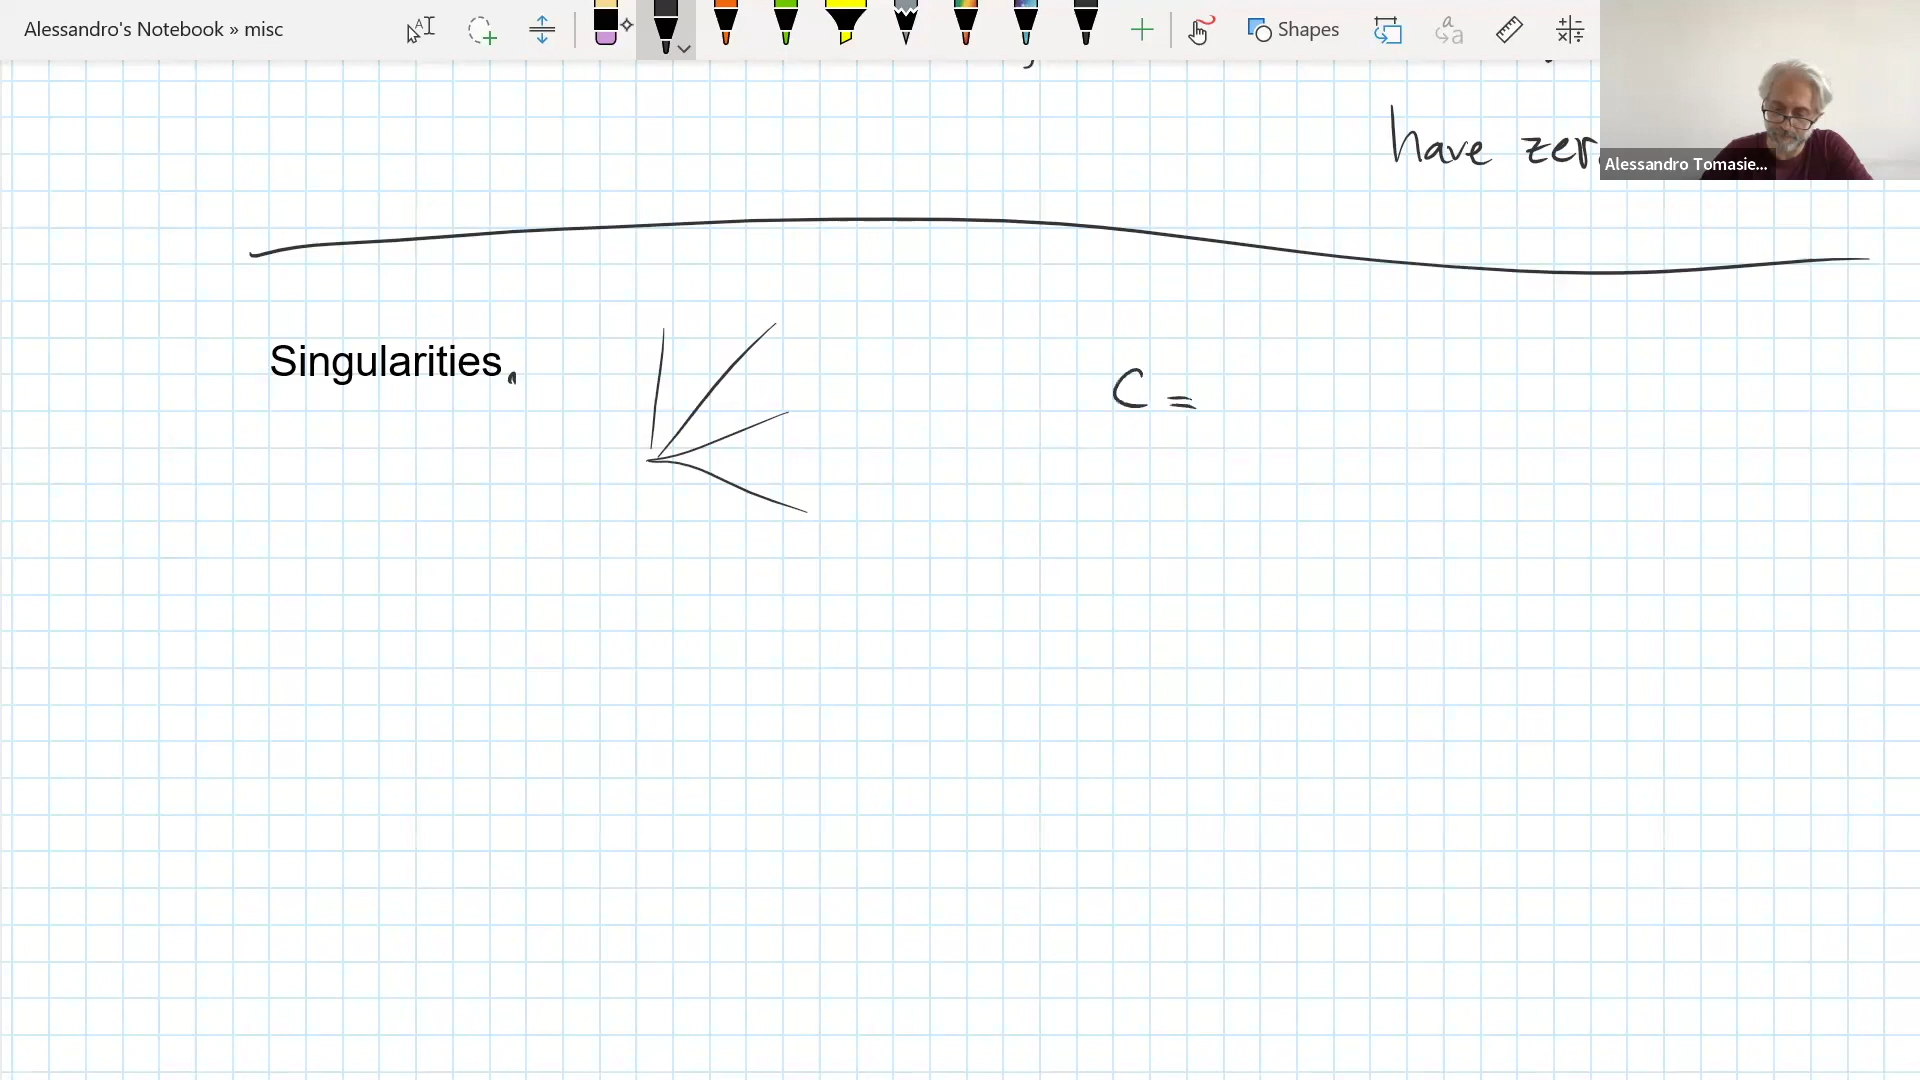 Alessandro's Notebook » misc
Shapes
have zer
Alessandro Tomasie...
Singularities.
C =